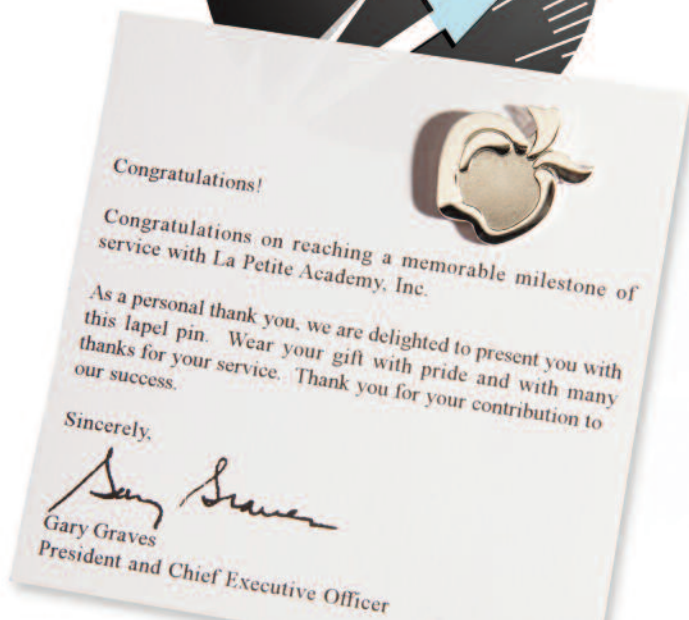 Congratulations!
Congratulations on reaching a memorable milestone of
service with La Petite Academy, Inc.
As a personal thank you, we are delighted to present you with
this lapel pin. Wear your gift with pride and with many
thanks for your service. Thank you for your contribution to
our success.
Sincerely,
Gary Graves
Gary Graves
President and Chief Executive Officer